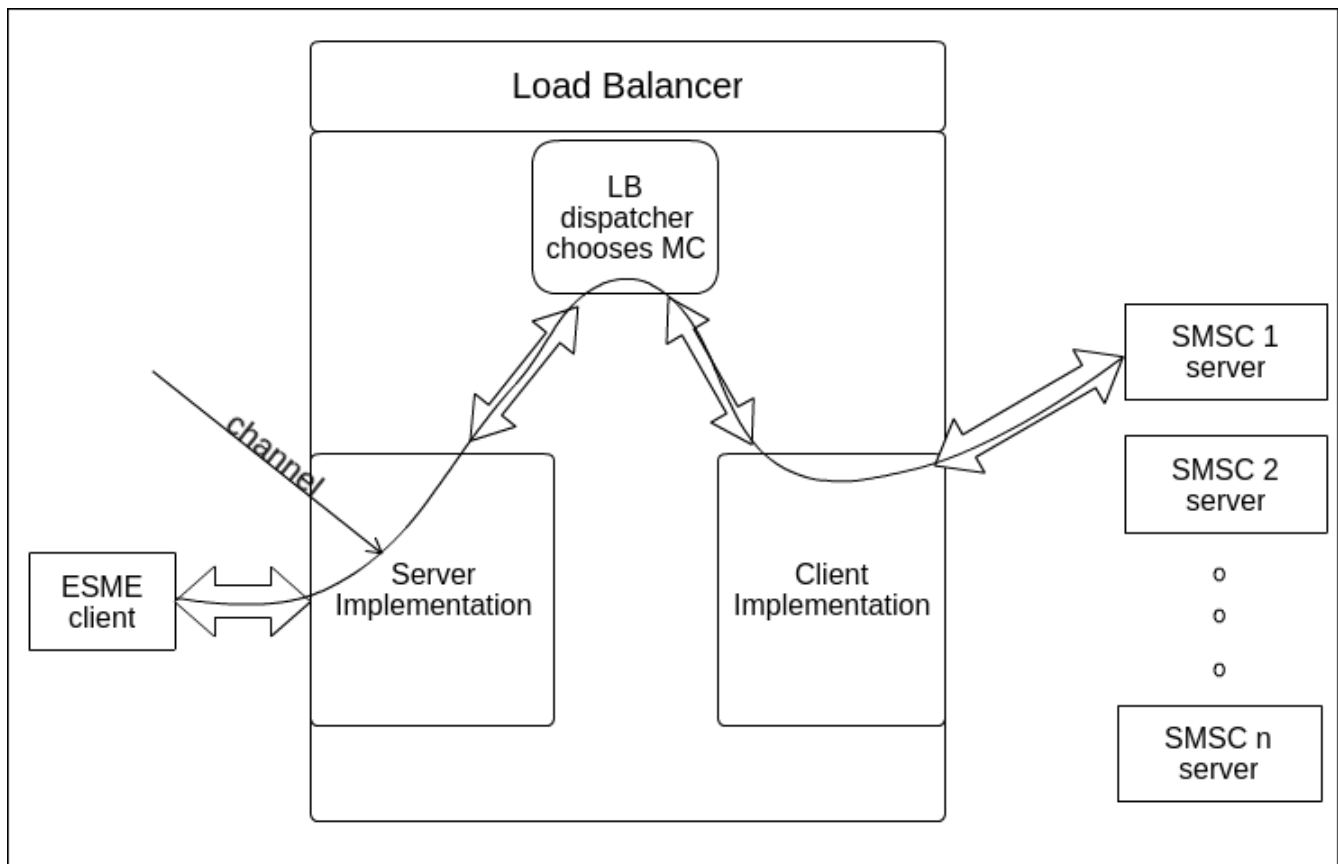 Load Balancer
LB
dispatcher
chooses MC
channel
ESME
client
Server
Implementation
Client
Implementation
SMSC 1
server
SMSC 2
server
o
o
o
SMSC n
server